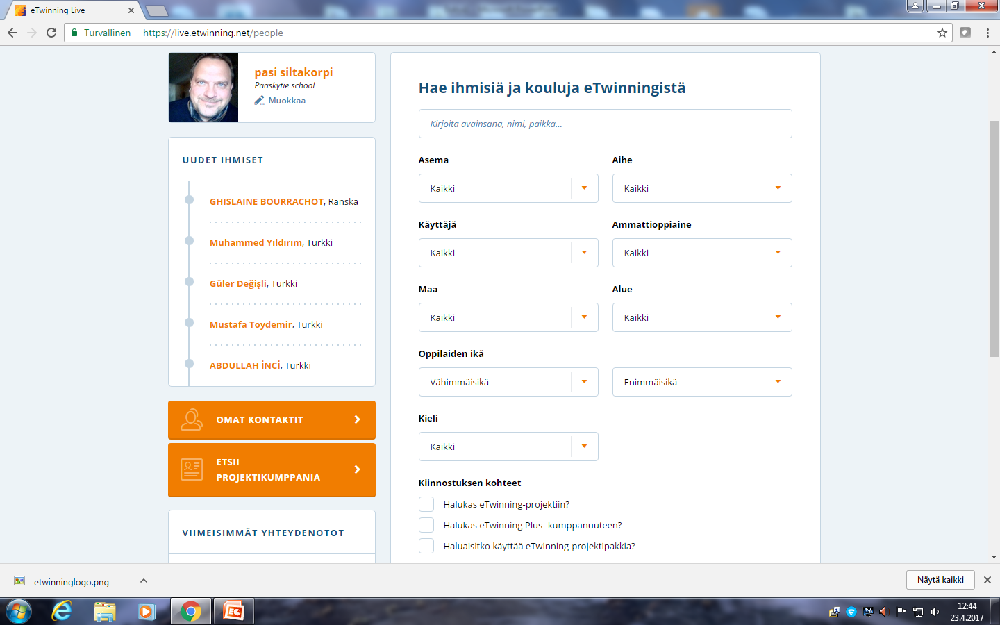 eTwinning Live
Turvallinen
https://live.etwinning.net/people
pasi siltakorpi
Pääskytie school
Muokkaa
UUDET IHMISET
GHISLAINE BOURRACHOT, Ranska
Muhammed Yıldırım, Turkki
Güler Değişli, Turkki
Mustafa Toydemir, Turkki
ABDULLAH İNCİ, Turkki
OMAT KONTAKTIT
ETSII
PROJEKTIKUMPPANIA
VIIMEISIMMÄT YHTEYDENOTOT
Hae ihmisiä ja kouluja eTwinningistä
Kirjoita avainsana, nimi, paikka...
Asema
Aihe
Kaikki
Kaikki
Käyttäjä
Ammattioppiaine
Kaikki
Kaikki
Maa
Alue
Kaikki
Kaikki
Oppilaiden ikä
Vähimmäisikä
Enimmäisikä
Kieli
Kaikki
Kiinnostuksen kohteet
Halukas eTwinning-projektiin?
Halukas eTwinning Plus -kumppanuuteen?
Haluaisitko käyttää eTwinning-projektipakkia?
etwinninglogo.png
Näytä kaikki
12:44
23.4.2017